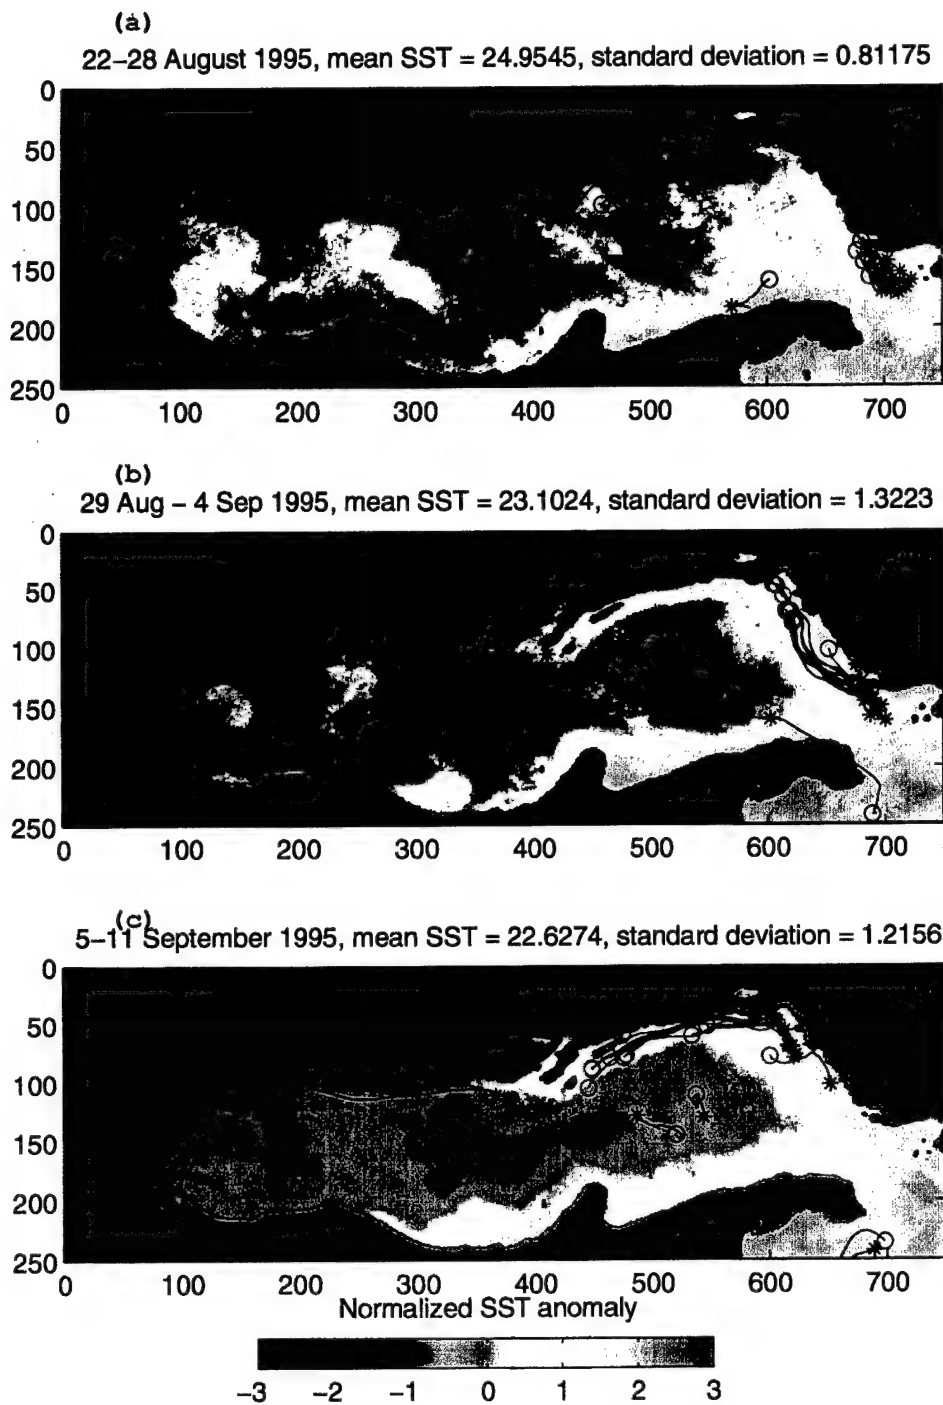 (a)
22–28 August 1995, mean SST = 24.9545, standard deviation = 0.81175
0
50
100
150
200
250
0 100 200 300 400 500 600 700
(b)
29 Aug – 4 Sep 1995, mean SST = 23.1024, standard deviation = 1.3223
0
50
100
150
200
250
0 100 200 300 400 500 600 700
(c)
5–11 September 1995, mean SST = 22.6274, standard deviation = 1.2156
0
50
100
150
200
250
0 100 200 300 400 500 600 700
Normalized SST anomaly
−3 −2 −1 0 1 2 3